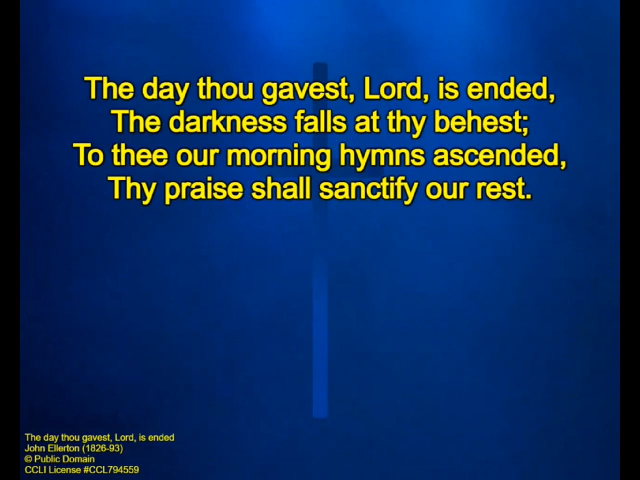 The day thou gavest, Lord, is ended,
The darkness falls at thy behest;
To thee our morning hymns ascended,
Thy praise shall sanctify our rest.
The day thou gavest, Lord, is ended
John Ellerton (1826-93)
© Public Domain
CCLI License #CCL794559